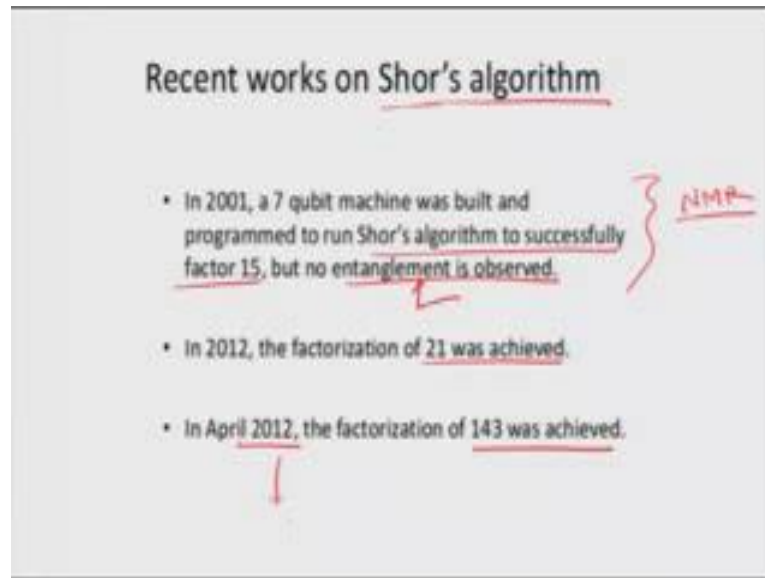 Recent works on Shor's algorithm
• In 2001, a 7 qubit machine was built and
programmed to run Shor's algorithm to successfully
factor 15, but no entanglement is observed.
NMR
• In 2012, the factorization of 21 was achieved.
• In April 2012, the factorization of 143 was achieved.